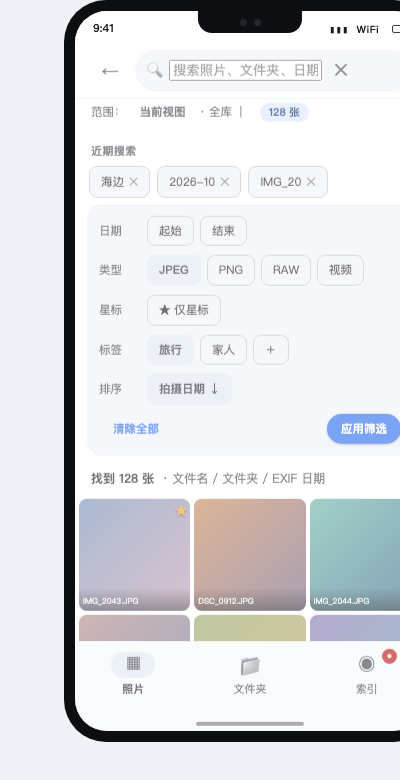 9:41 WiFi
搜索照片、文件夹、日期
范围： 当前视图 · 全库 | 128 张
近期搜索
海边 × 2026-10 × IMG_20 ×
日期 起始 结束
类型 JPEG PNG RAW 视频
星标 ★ 仅星标
标签 旅行 家人 +
排序 拍摄日期 ↓
清除全部 应用筛选
找到 128 张 · 文件名 / 文件夹 / EXIF 日期
IMG_2043.JPG DSC_0912.JPG IMG_2044.JPG
照片 文件夹 索引